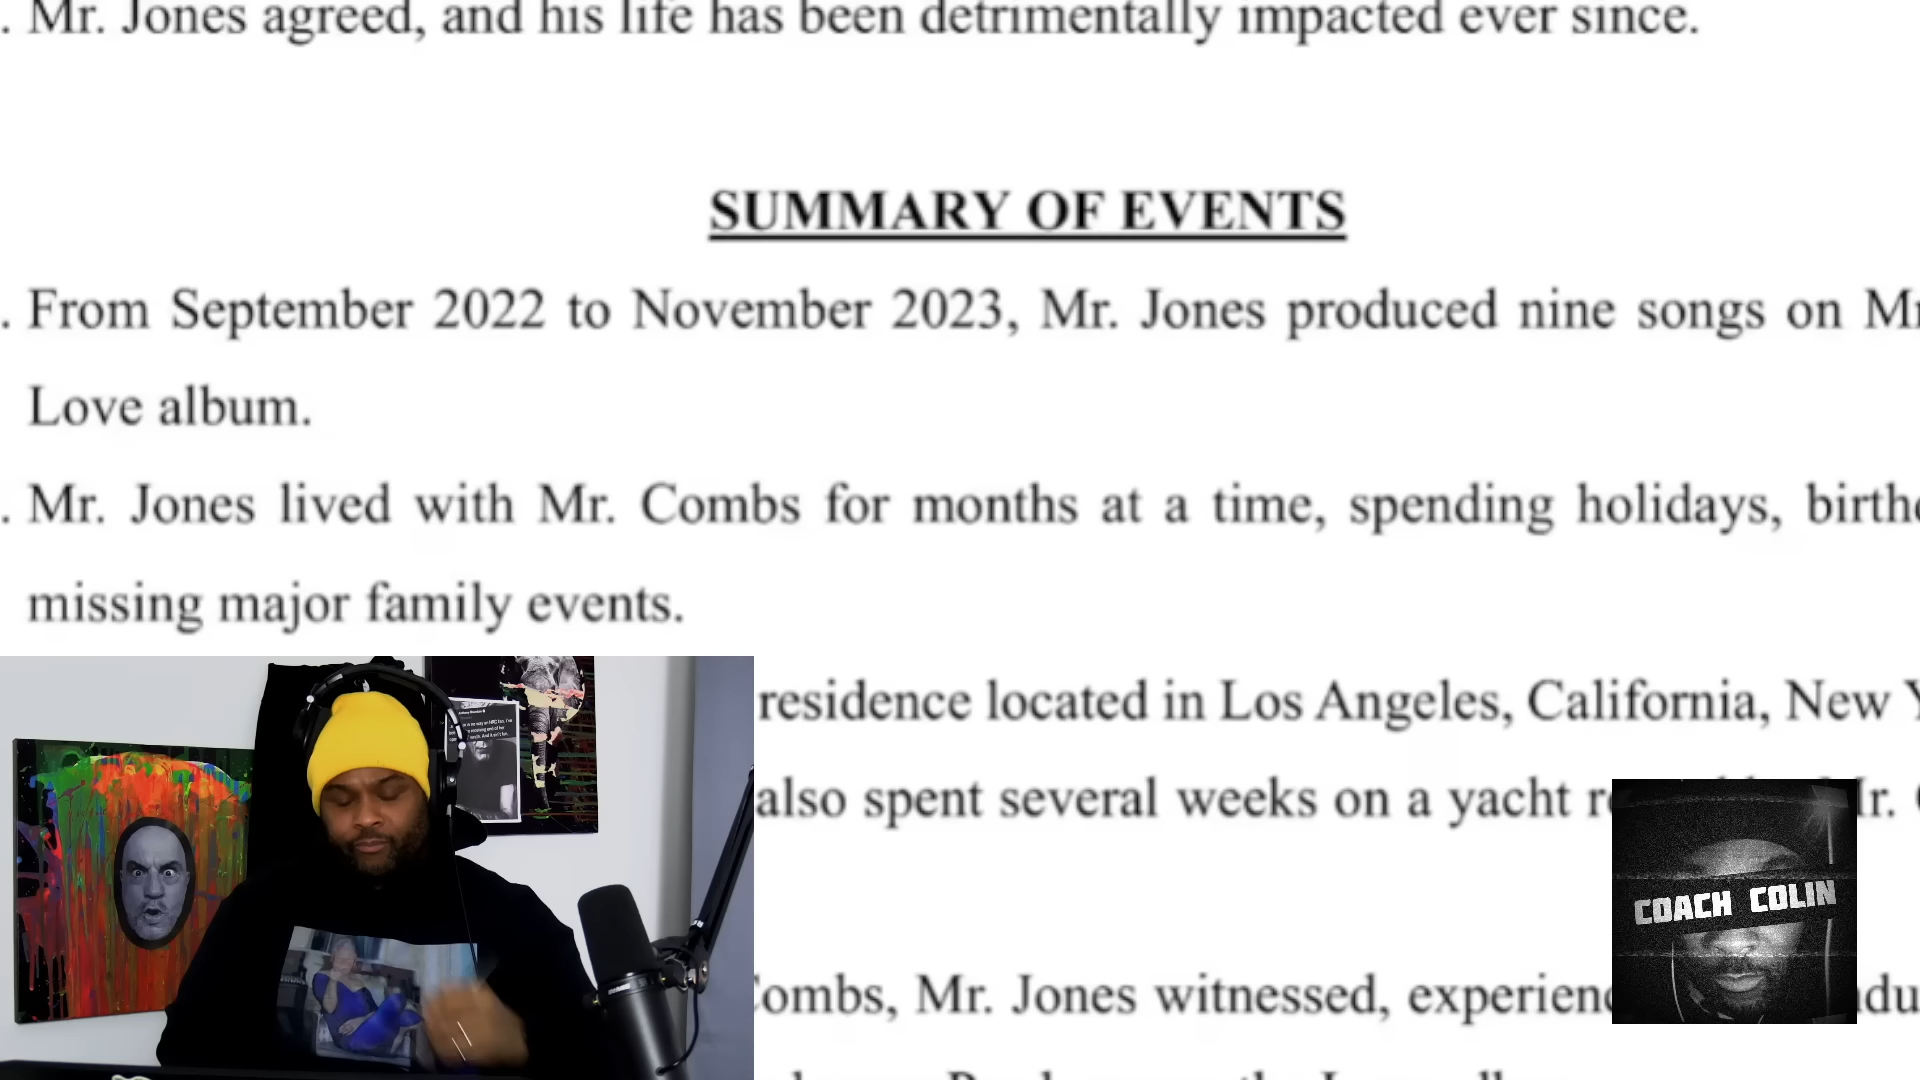 . Mr. Jones agreed, and his life has been detrimentally impacted ever since.
SUMMARY OF EVENTS
. From September 2022 to November 2023, Mr. Jones produced nine songs on
Love album.
. Mr. Jones lived with Mr. Combs for months at a time, spending holidays,
missing major family events.
residence located in Los Angeles, California, New
also spent several weeks on a yacht
Combs, Mr. Jones witnessed,
COACH COLIN